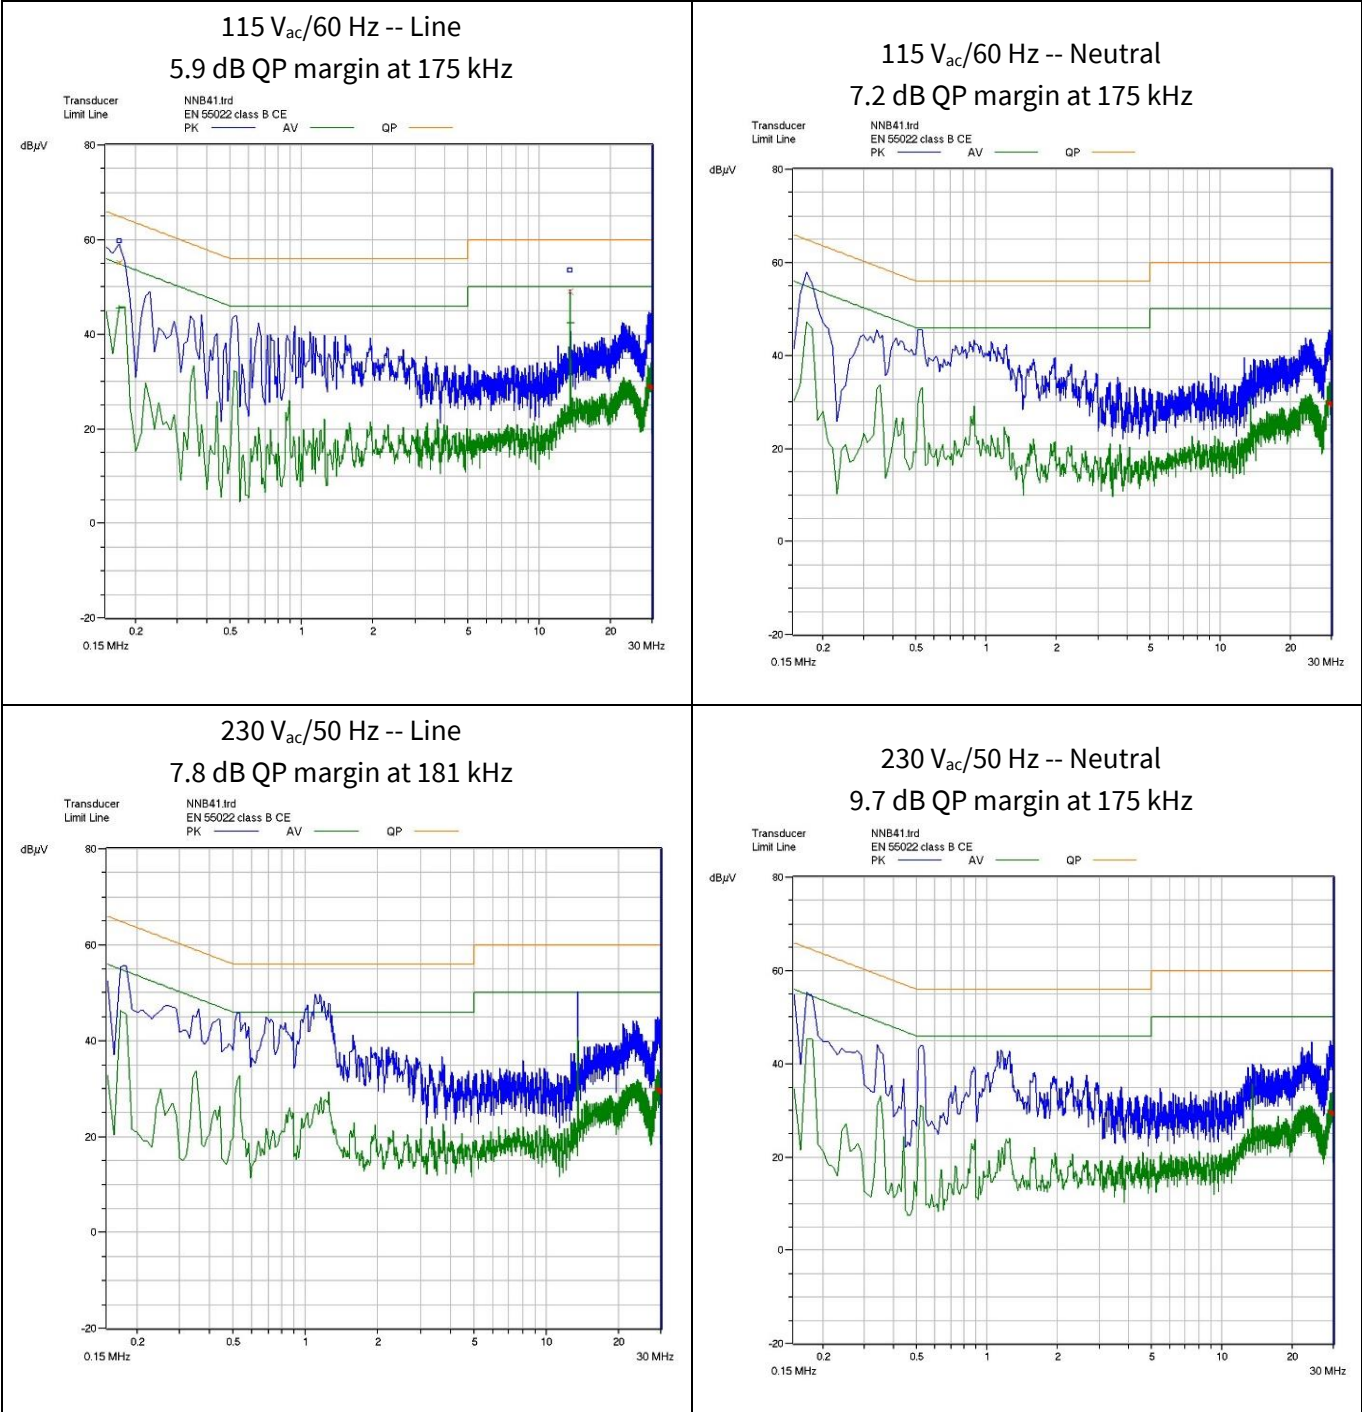 115 Vac/60 Hz -- Line
5.9 dB QP margin at 175 kHz
Transducer NNB41.trd
Limit Line EN 55022 class B CE
PK AV QP
dBµV
80
60
40
20
0
-20
0.2 0.5 1 2 5 10 20
0.15 MHz 30 MHz
115 Vac/60 Hz -- Neutral
7.2 dB QP margin at 175 kHz
Transducer NNB41.trd
Limit Line EN 55022 class B CE
PK AV QP
dBµV
80
60
40
20
0
-20
0.2 0.5 1 2 5 10 20
0.15 MHz 30 MHz
230 Vac/50 Hz -- Line
7.8 dB QP margin at 181 kHz
Transducer NNB41.trd
Limit Line EN 55022 class B CE
PK AV QP
dBµV
80
60
40
20
0
-20
0.2 0.5 1 2 5 10 20
0.15 MHz 30 MHz
230 Vac/50 Hz -- Neutral
9.7 dB QP margin at 175 kHz
Transducer NNB41.trd
Limit Line EN 55022 class B CE
PK AV QP
dBµV
80
60
40
20
0
-20
0.2 0.5 1 2 5 10 20
0.15 MHz 30 MHz